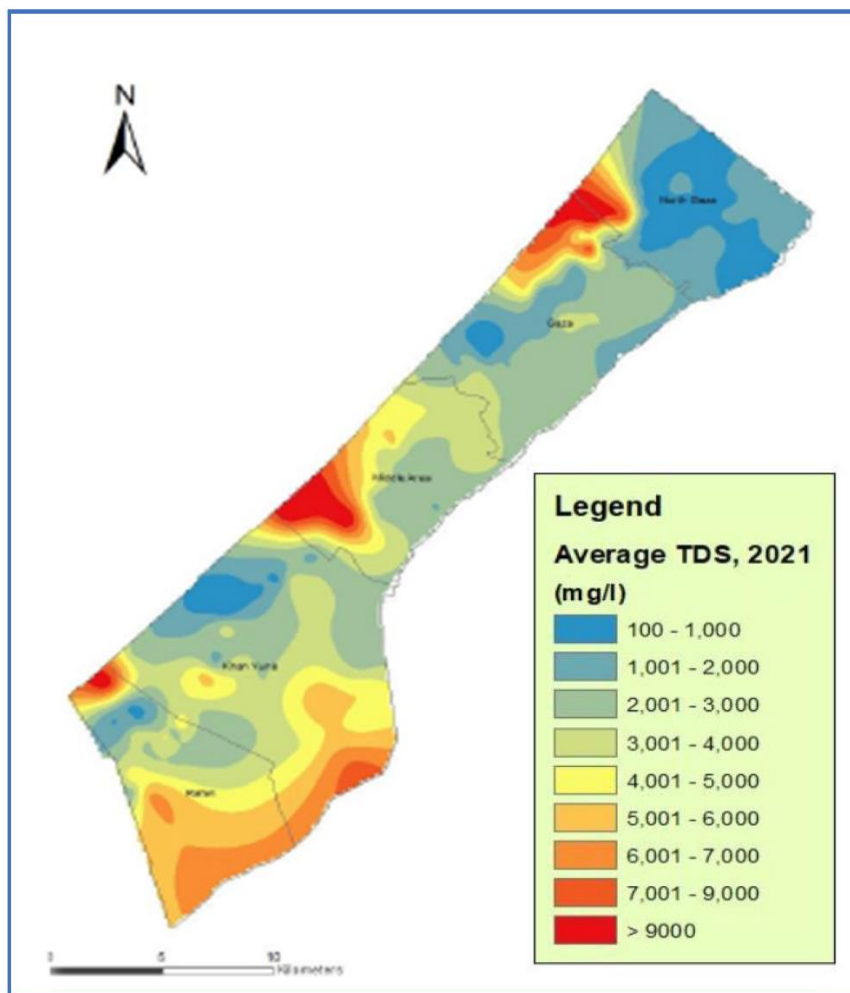 N
North Gaza
Gaza
Middle Area
Khan Yunis
Rafah
Legend
Average TDS, 2021
(mg/l)
100 - 1,000
1,001 - 2,000
2,001 - 3,000
3,001 - 4,000
4,001 - 5,000
5,001 - 6,000
6,001 - 7,000
7,001 - 9,000
> 9000
0 5 10
Kilometers